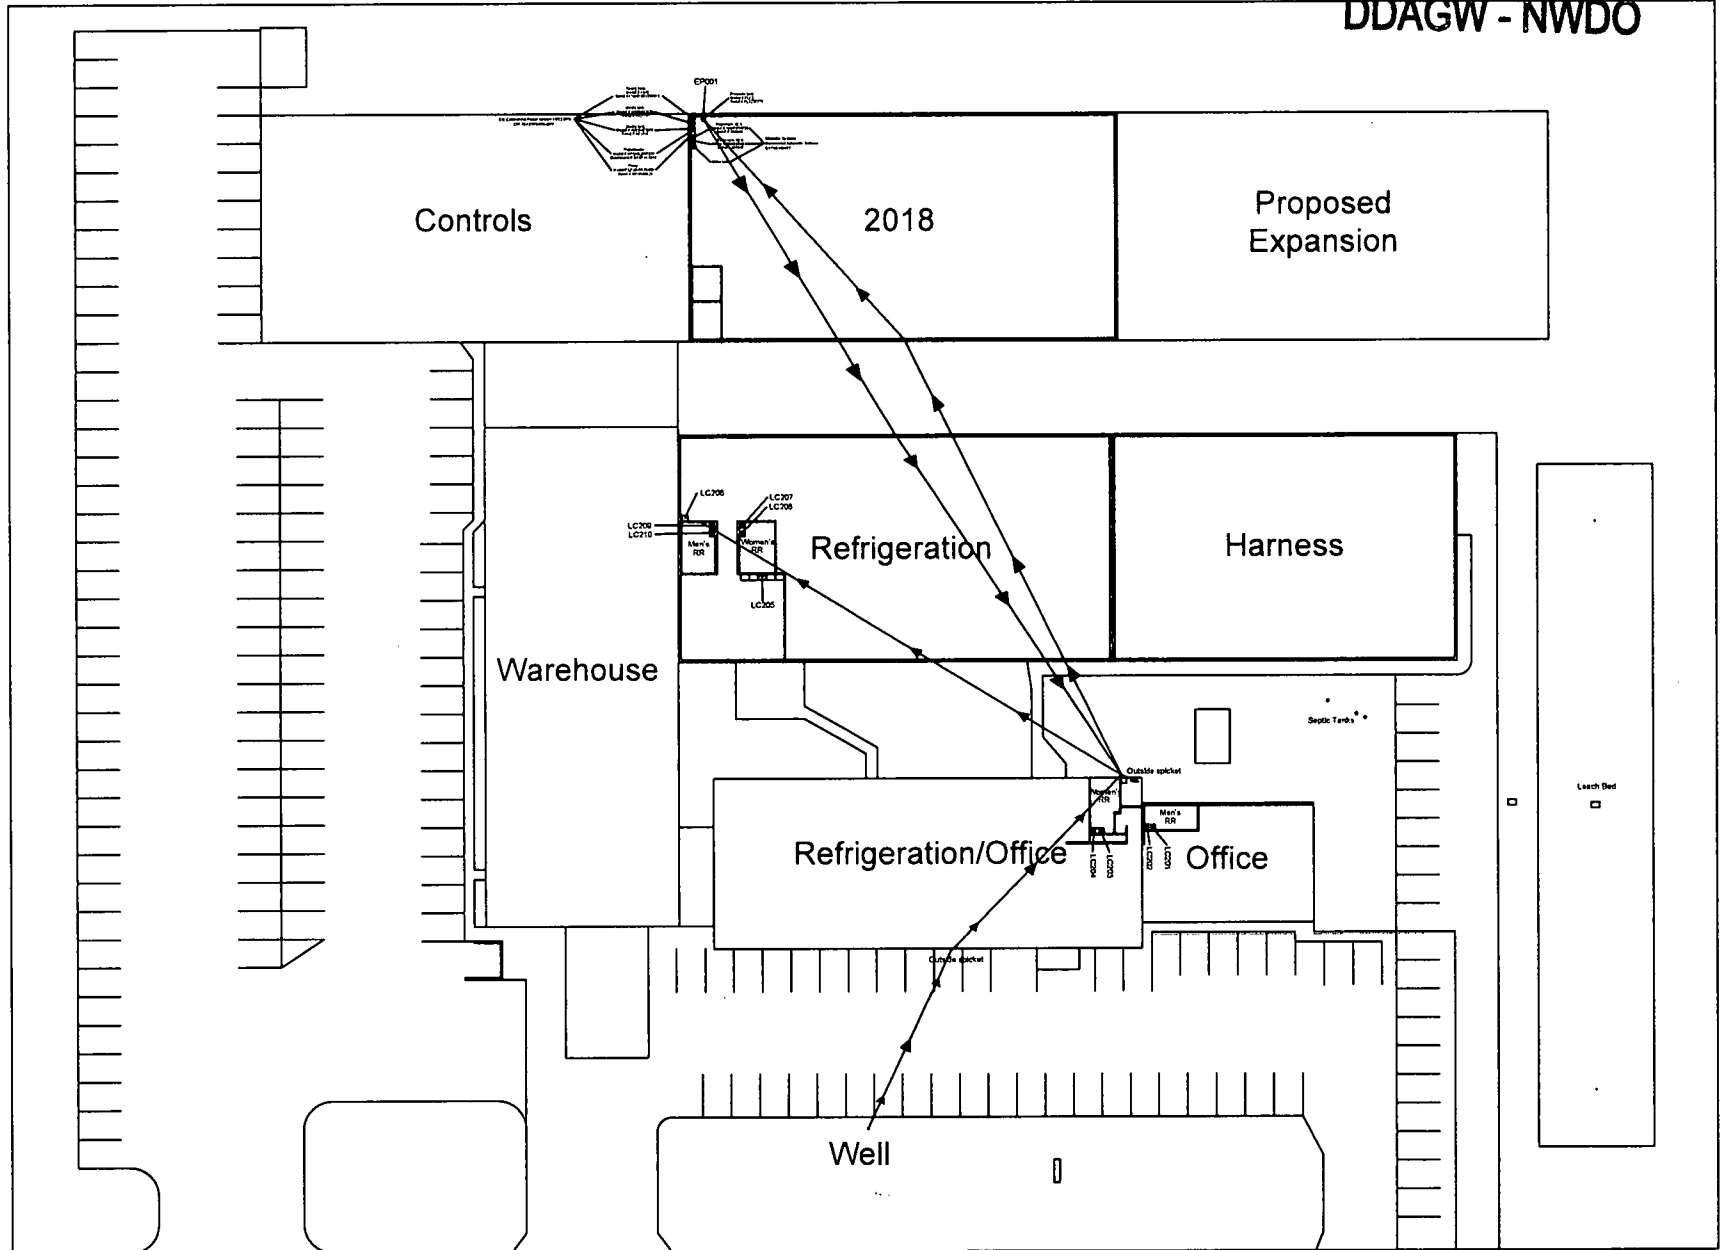 DDAGW - NWDO
EP001
Controls
2018
Proposed
Expansion
LC206
LC207
LC208
LC209
LC210
Men's
RR
Women's
RR
Refrigeration
Harness
LC205
Warehouse
Septic Tanks
Outside spicket
Leach Bed
Women's
RR
Men's
RR
Refrigeration/Office
LC204
LC203
LC202
LC201
Office
Outside spicket
Well